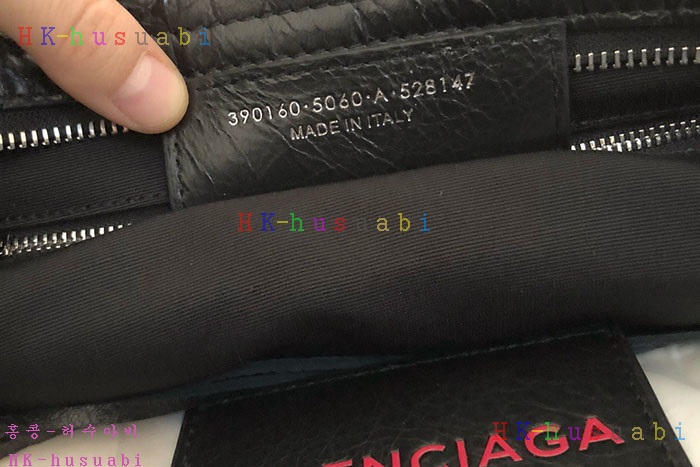 HK-husuabi
390160·5060·A·528147
MADE IN ITALY
HK-husuabi
HK-husuabi
ENCIAGA
홍콩-허수아비
HK-husuabi